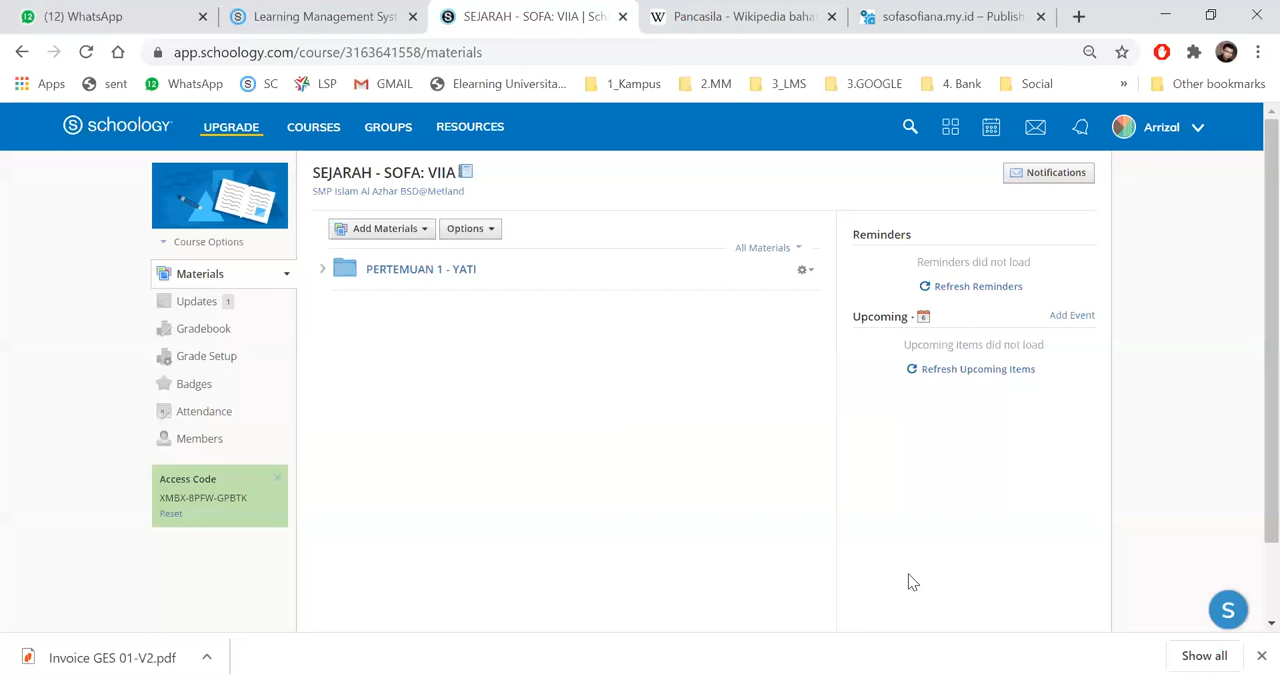 12
(12) WhatsApp
Learning Management Syst
SEJARAH - SOFA: VIIA | Sch
W
Pancasila - Wikipedia baha
sofasofiana.my.id – Publish
app.schoology.com/course/3163641558/materials
Apps
sent
12
WhatsApp
S
SC
LSP
GMAIL
Elearning Universita...
1_Kampus
2.MM
3_LMS
3.GOOGLE
4. Bank
Social
»
Other bookmarks
S schoology
UPGRADE
COURSES
GROUPS
RESOURCES
Arrizal
SEJARAH - SOFA: VIIA
SMP Islam Al Azhar BSD@Metland
Notifications
Course Options
Add Materials
Options
All Materials
Materials
PERTEMUAN 1 - YATI
Updates 1
Gradebook
Grade Setup
Badges
Attendance
Members
Access Code
XMBX-8PFW-GPBTK
Reset
Reminders
Reminders did not load
Refresh Reminders
Upcoming · 6
Add Event
Upcoming items did not load
Refresh Upcoming Items
S
Invoice GES 01-V2.pdf
Show all